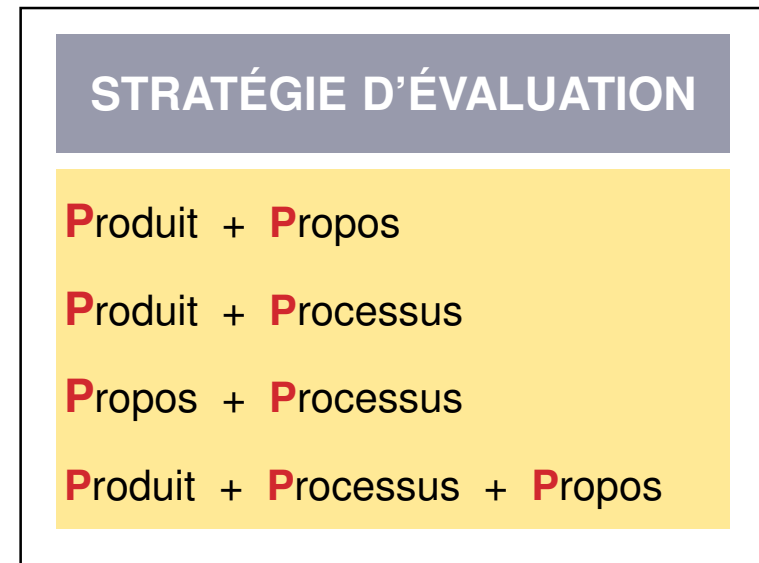 STRATÉGIE D’ÉVALUATION
Produit + Propos
Produit + Processus
Propos + Processus
Produit + Processus + Propos